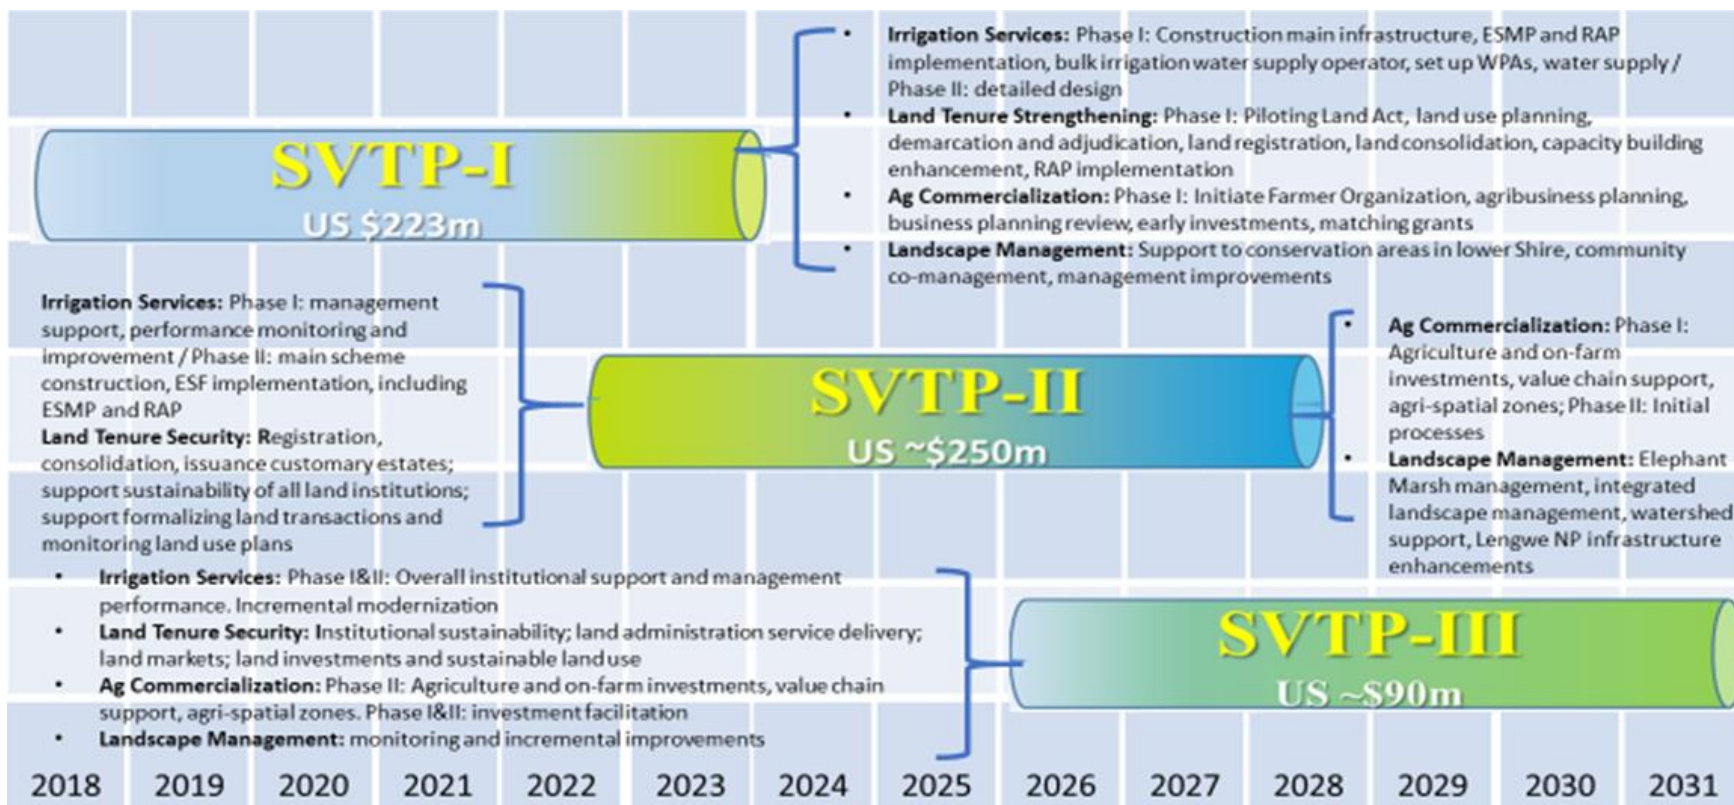 • Irrigation Services: Phase I: Construction main infrastructure, ESMP and RAP
implementation, bulk irrigation water supply operator, set up WPAs, water supply /
Phase II: detailed design
• Land Tenure Strengthening: Phase I: Piloting Land Act, land use planning,
demarcation and adjudication, land registration, land consolidation, capacity building
enhancement, RAP implementation
• Ag Commercialization: Phase I: Initiate Farmer Organization, agribusiness planning,
business planning review, early investments, matching grants
• Landscape Management: Support to conservation areas in lower Shire, community
co-management, management improvements
SVTP-I
US $223m
Irrigation Services: Phase I: management
support, performance monitoring and
improvement / Phase II: main scheme
construction, ESF implementation, including
ESMP and RAP
Land Tenure Security: Registration,
consolidation, issuance customary estates;
support sustainability of all land institutions;
support formalizing land transactions and
monitoring land use plans
SVTP-II
US ~$250m
• Ag Commercialization: Phase I:
Agriculture and on-farm
investments, value chain support,
agri-spatial zones; Phase II: Initial
processes
• Landscape Management: Elephant
Marsh management, integrated
landscape management, watershed
support, Lengwe NP infrastructure
enhancements
• Irrigation Services: Phase I&II: Overall institutional support and management
performance. Incremental modernization
• Land Tenure Security: Institutional sustainability; land administration service delivery;
land markets; land investments and sustainable land use
• Ag Commercialization: Phase II: Agriculture and on-farm investments, value chain
support, agri-spatial zones. Phase I&II: investment facilitation
• Landscape Management: monitoring and incremental improvements
SVTP-III
US ~$90m
2018 2019 2020 2021 2022 2023 2024 2025 2026 2027 2028 2029 2030 2031